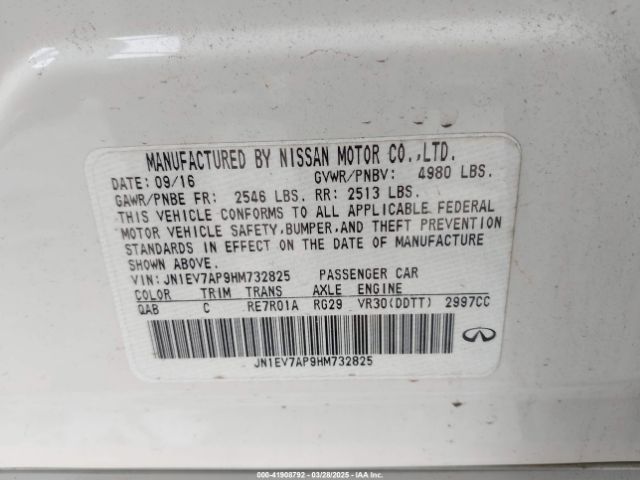 MANUFACTURED BY NISSAN MOTOR CO.,LTD.
DATE: 09/16 GVWR/PNBV: 4980 LBS.
GAWR/PNBE FR: 2546 LBS. RR: 2513 LBS.
THIS VEHICLE CONFORMS TO ALL APPLICABLE FEDERAL
MOTOR VEHICLE SAFETY,BUMPER,AND THEFT PREVENTION
STANDARDS IN EFFECT ON THE DATE OF MANUFACTURE
SHOWN ABOVE.
VIN: JN1EV7AP9HM732825 PASSENGER CAR
COLOR TRIM TRANS AXLE ENGINE
QAB C RE7R01A RG29 VR30(DDTT) 2997CC
JN1EV7AP9HM732825
000-41908792 - 03/28/2025 - IAAI.COM